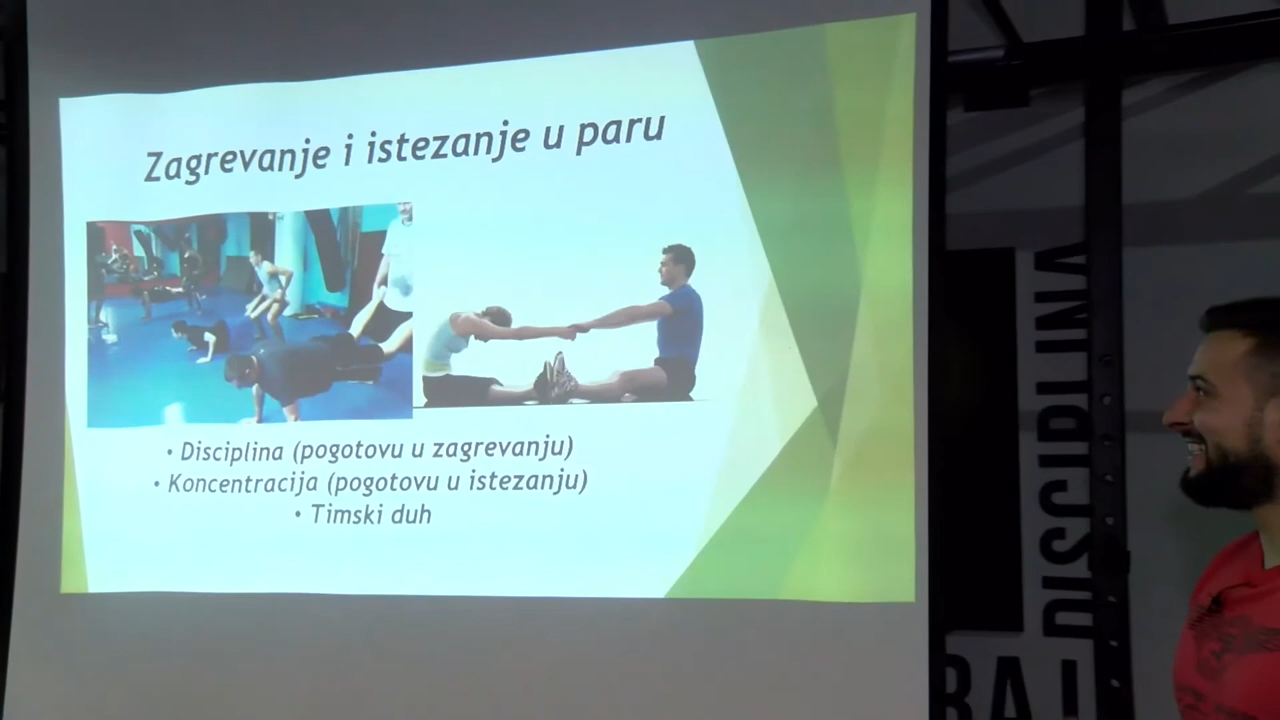 Zagrevanje i istezanje u paru
• Disciplina (pogotovu u zagrevanju)
• Koncentracija (pogotovu u istezanju)
• Timski duh
DISCIPLINA